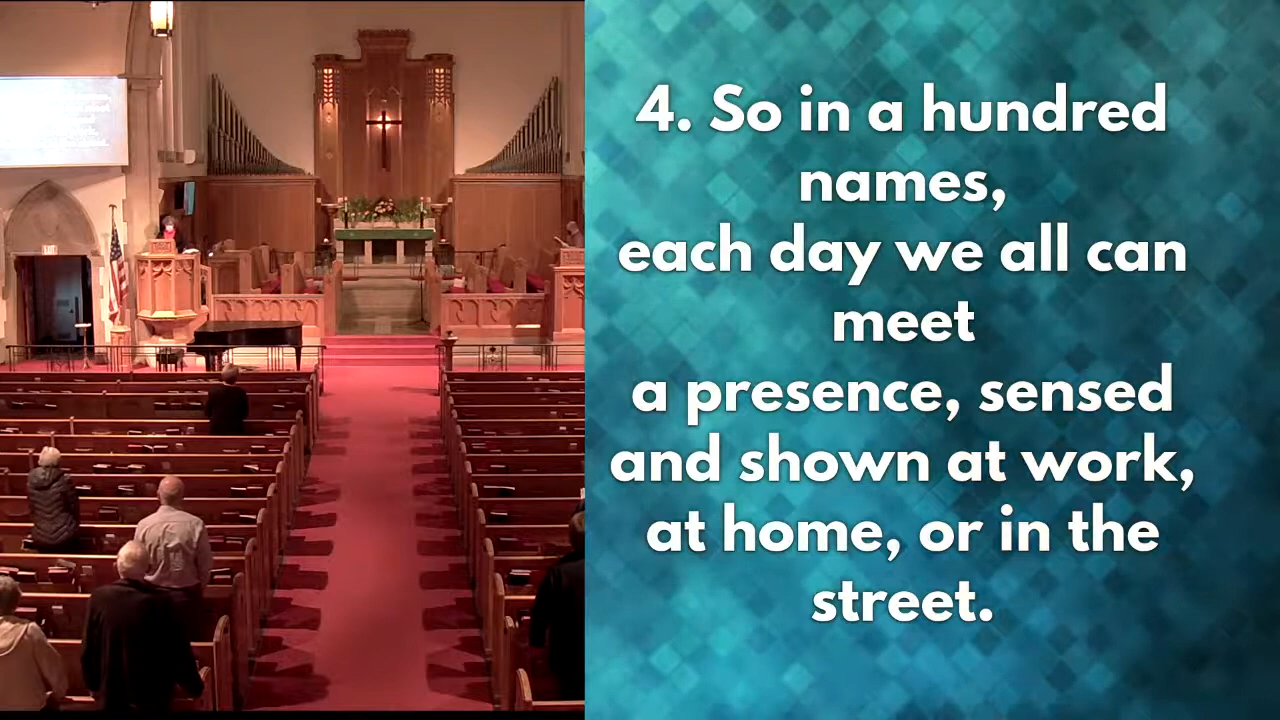 4. So in a hundred
names,
each day we all can
meet
a presence, sensed
and shown at work,
at home, or in the
street.
EXIT